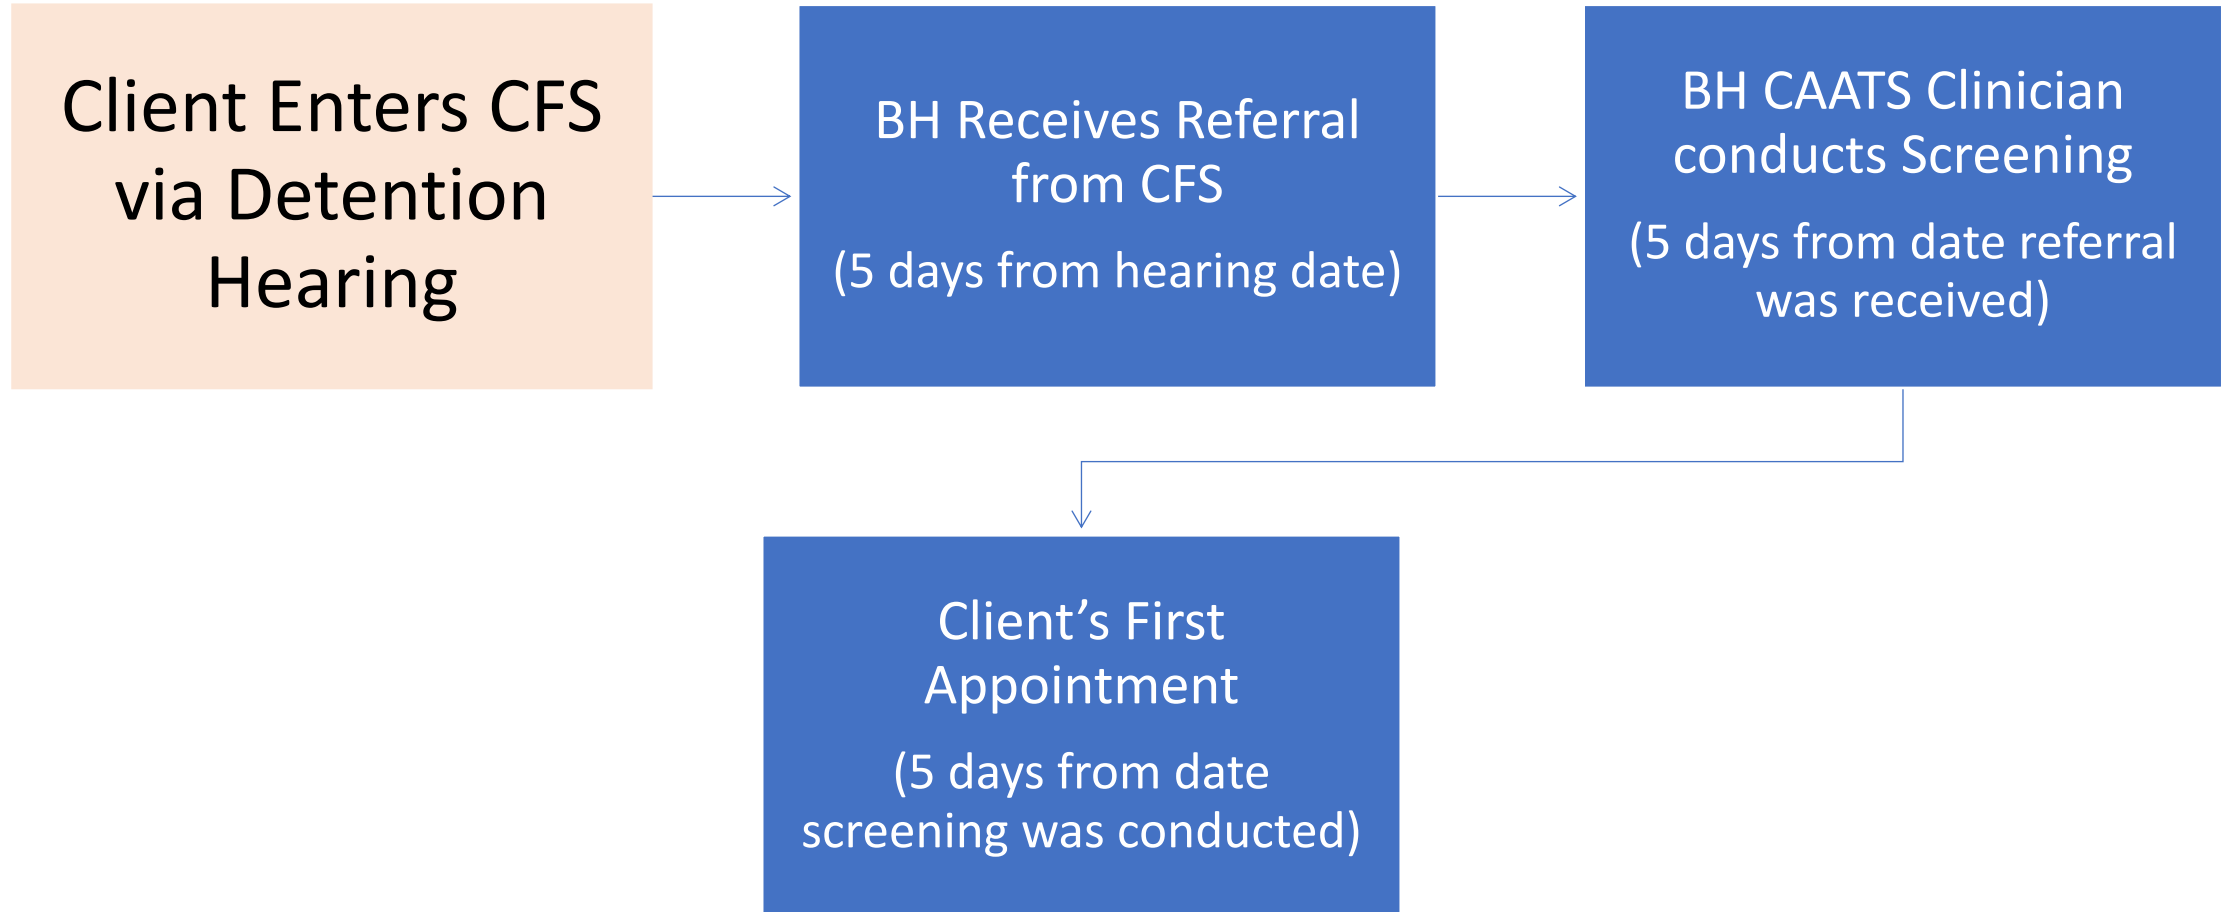 Client Enters CFS
via Detention
Hearing
BH Receives Referral
from CFS
(5 days from hearing date)
BH CAATS Clinician
conducts Screening
(5 days from date referral
was received)
Client’s First
Appointment
(5 days from date
screening was conducted)